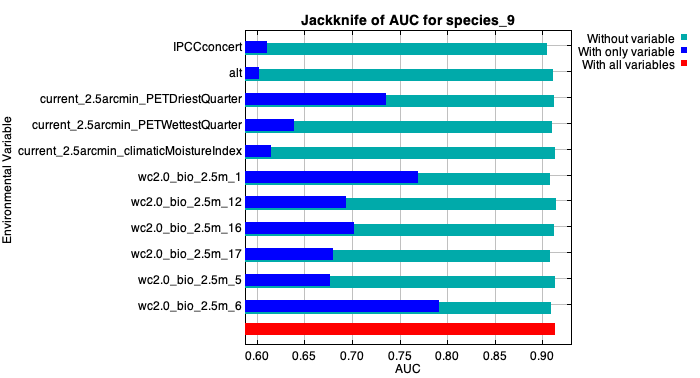 Jackknife of AUC for species_9
Without variable
With only variable
With all variables
Environmental Variable
IPCCconcert
alt
current_2.5arcmin_PETDriestQuarter
current_2.5arcmin_PETWettestQuarter
current_2.5arcmin_climaticMoistureIndex
wc2.0_bio_2.5m_1
wc2.0_bio_2.5m_12
wc2.0_bio_2.5m_16
wc2.0_bio_2.5m_17
wc2.0_bio_2.5m_5
wc2.0_bio_2.5m_6
0.60 0.65 0.70 0.75 0.80 0.85 0.90
AUC